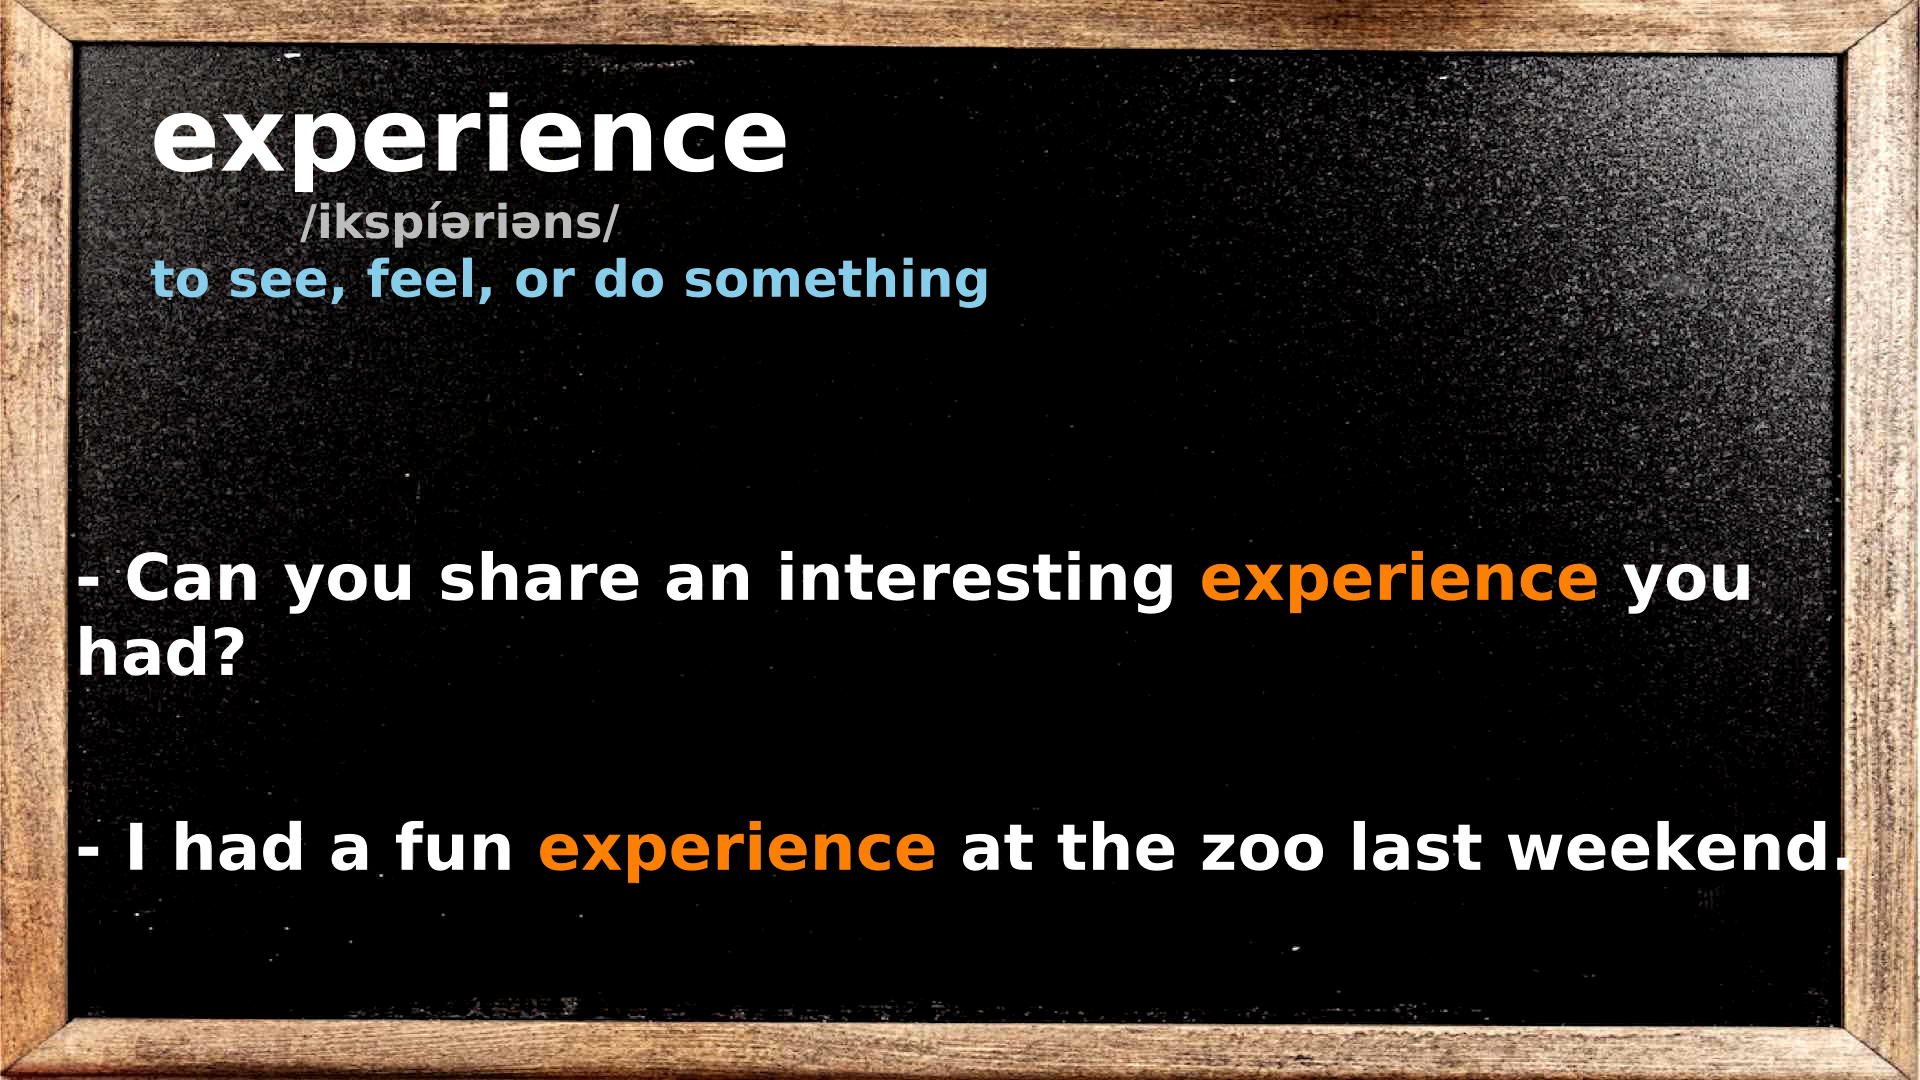 experience
/ikspíəriəns/
to see, feel, or do something
- Can you share an interesting experience you
had?
- I had a fun experience at the zoo last weekend.